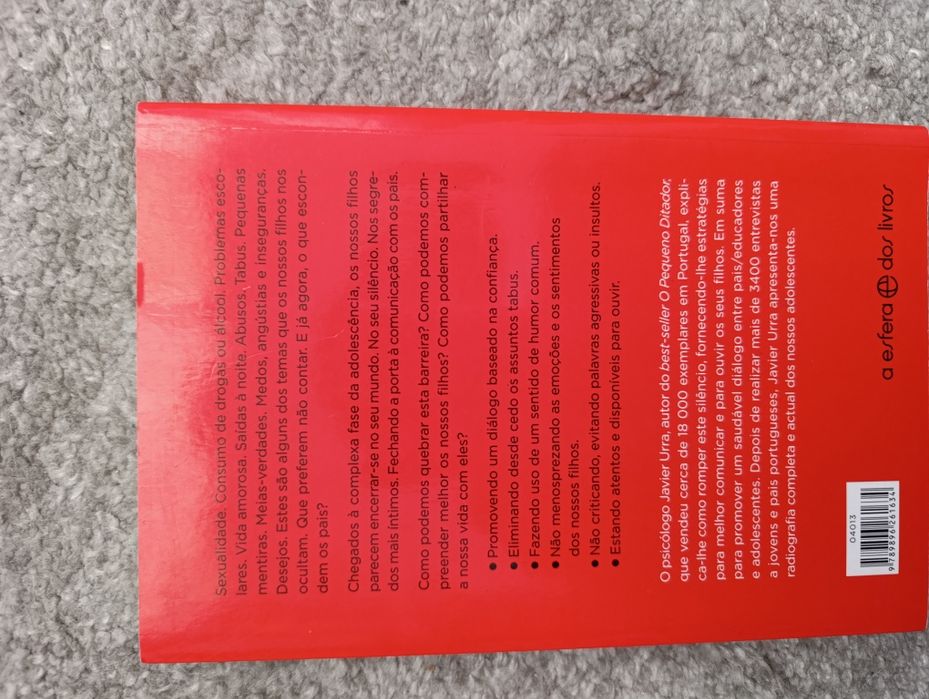 Sexualidade. Consumo de drogas ou álcool. Problemas esco-
lares. Vida amorosa. Saídas à noite. Abusos. Tabus. Pequenas
mentiras. Meias-verdades. Medos, angústias e inseguranças.
Desejos. Estes são alguns dos temas que os nossos filhos nos
ocultam. Que preferem não contar. E já agora, o que escon-
dem os pais?
Chegados à complexa fase da adolescência, os nossos filhos
parecem encerrar-se no seu mundo. No seu silêncio. Nos segre-
dos mais íntimos. Fechando a porta à comunicação com os pais.
Como podemos quebrar esta barreira? Como podemos com-
preender melhor os nossos filhos? Como podemos partilhar
a nossa vida com eles?
• Promovendo um diálogo baseado na confiança.
• Eliminando desde cedo os assuntos tabus.
• Fazendo uso de um sentido de humor comum.
• Não menosprezando as emoções e os sentimentos
dos nossos filhos.
• Não criticando, evitando palavras agressivas ou insultos.
• Estando atentos e disponíveis para ouvir.
O psicólogo Javier Urra, autor do best-seller O Pequeno Ditador,
que vendeu cerca de 18 000 exemplares em Portugal, expli-
ca-lhe como romper este silêncio, fornecendo-lhe estratégias
para melhor comunicar e para ouvir os seus filhos. Em suma
para promover um saudável diálogo entre pais/educadores
e adolescentes. Depois de realizar mais de 3400 entrevistas
a jovens e pais portugueses, Javier Urra apresenta-nos uma
radiografia completa e actual dos nossos adolescentes.
04013
9 789896 261634
a esfera dos livros